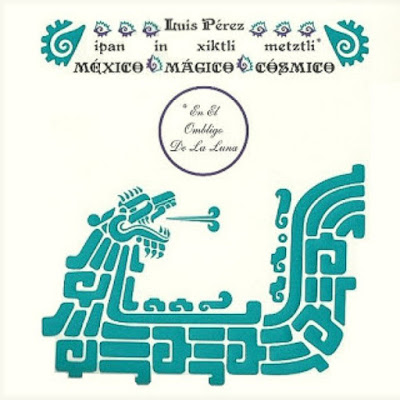 Luis Pérez
ipan in xiktli metztli*
MÉXICO MÁGICO CÓSMICO
* En El
Ombligo
De La Luna